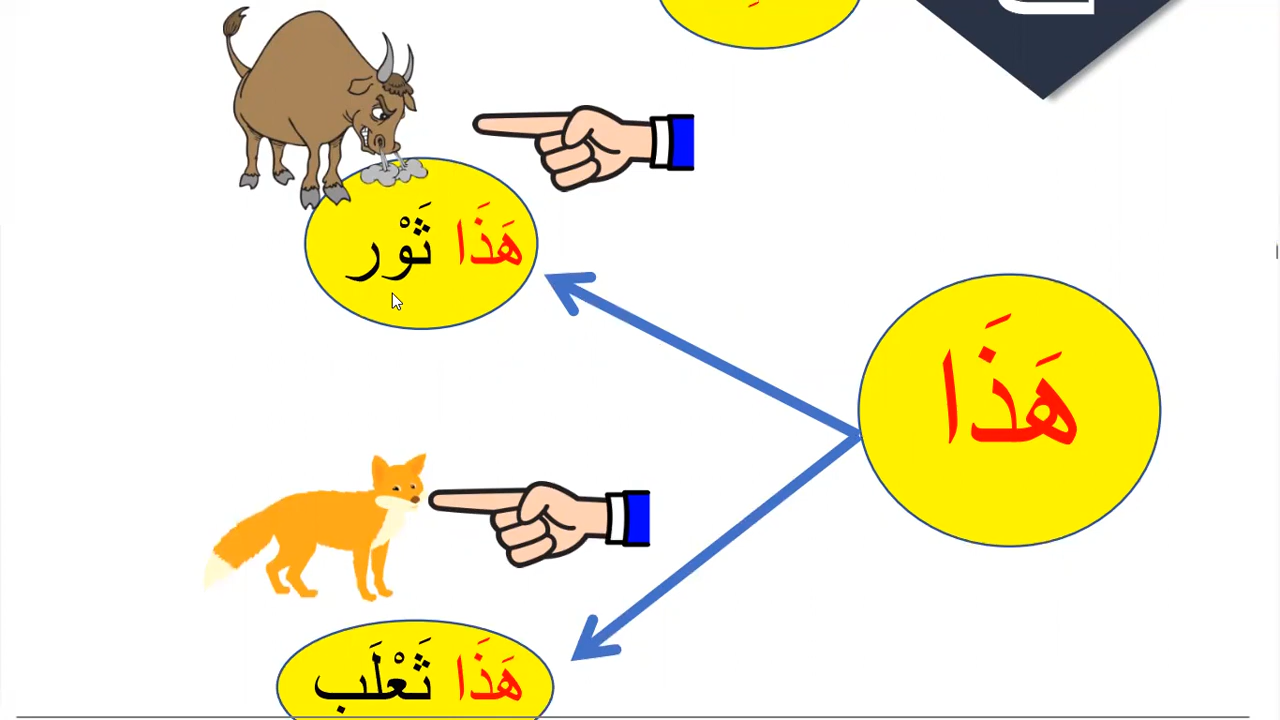 هَذَا ثَوْر
هَذَا
هَذَا ثَعْلَب